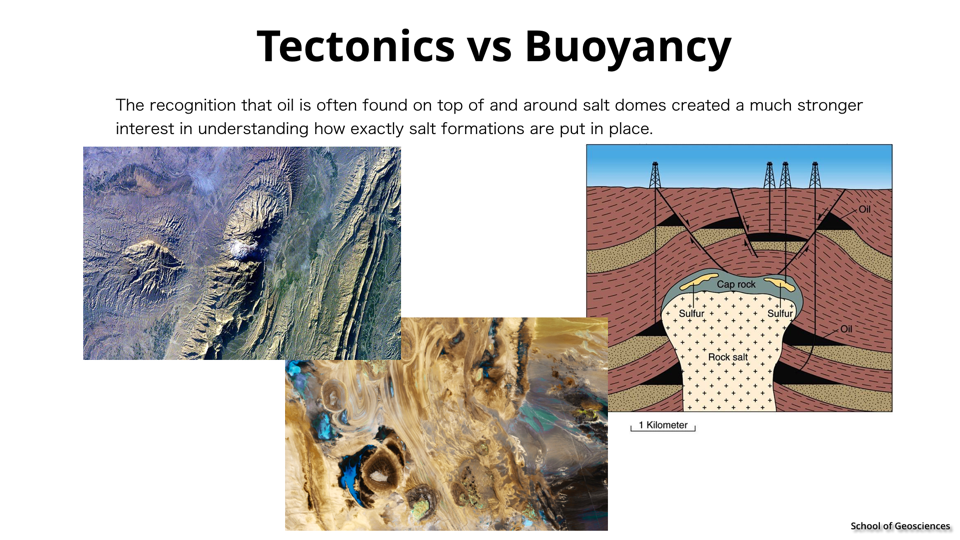 Tectonics vs Buoyancy
The recognition that oil is often found on top of and around salt domes created a much stronger
interest in understanding how exactly salt formations are put in place.
Oil
Cap rock
Sulfur
Sulfur
Oil
Rock salt
1 Kilometer
School of Geosciences